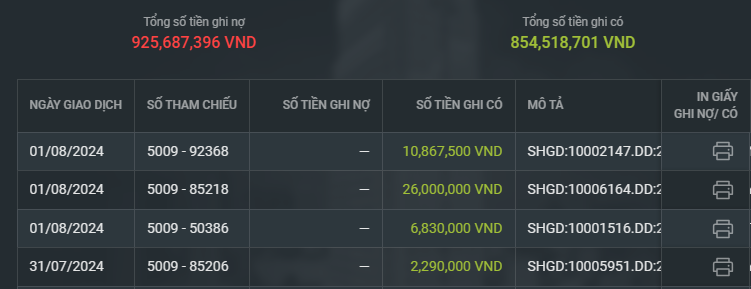 Tổng số tiền ghi nợ Tổng số tiền ghi có
925,687,396 VND 854,518,701 VND
NGÀY GIAO DỊCH SỐ THAM CHIẾU SỐ TIỀN GHI NỢ SỐ TIỀN GHI CÓ MÔ TẢ IN GIẤY
GHI NỢ/ CÓ
01/08/2024 5009 - 92368 — 10,867,500 VND SHGD:10002147.DD:2
01/08/2024 5009 - 85218 — 26,000,000 VND SHGD:10006164.DD:2
01/08/2024 5009 - 50386 — 6,830,000 VND SHGD:10001516.DD:2
31/07/2024 5009 - 85206 — 2,290,000 VND SHGD:10005951.DD:2